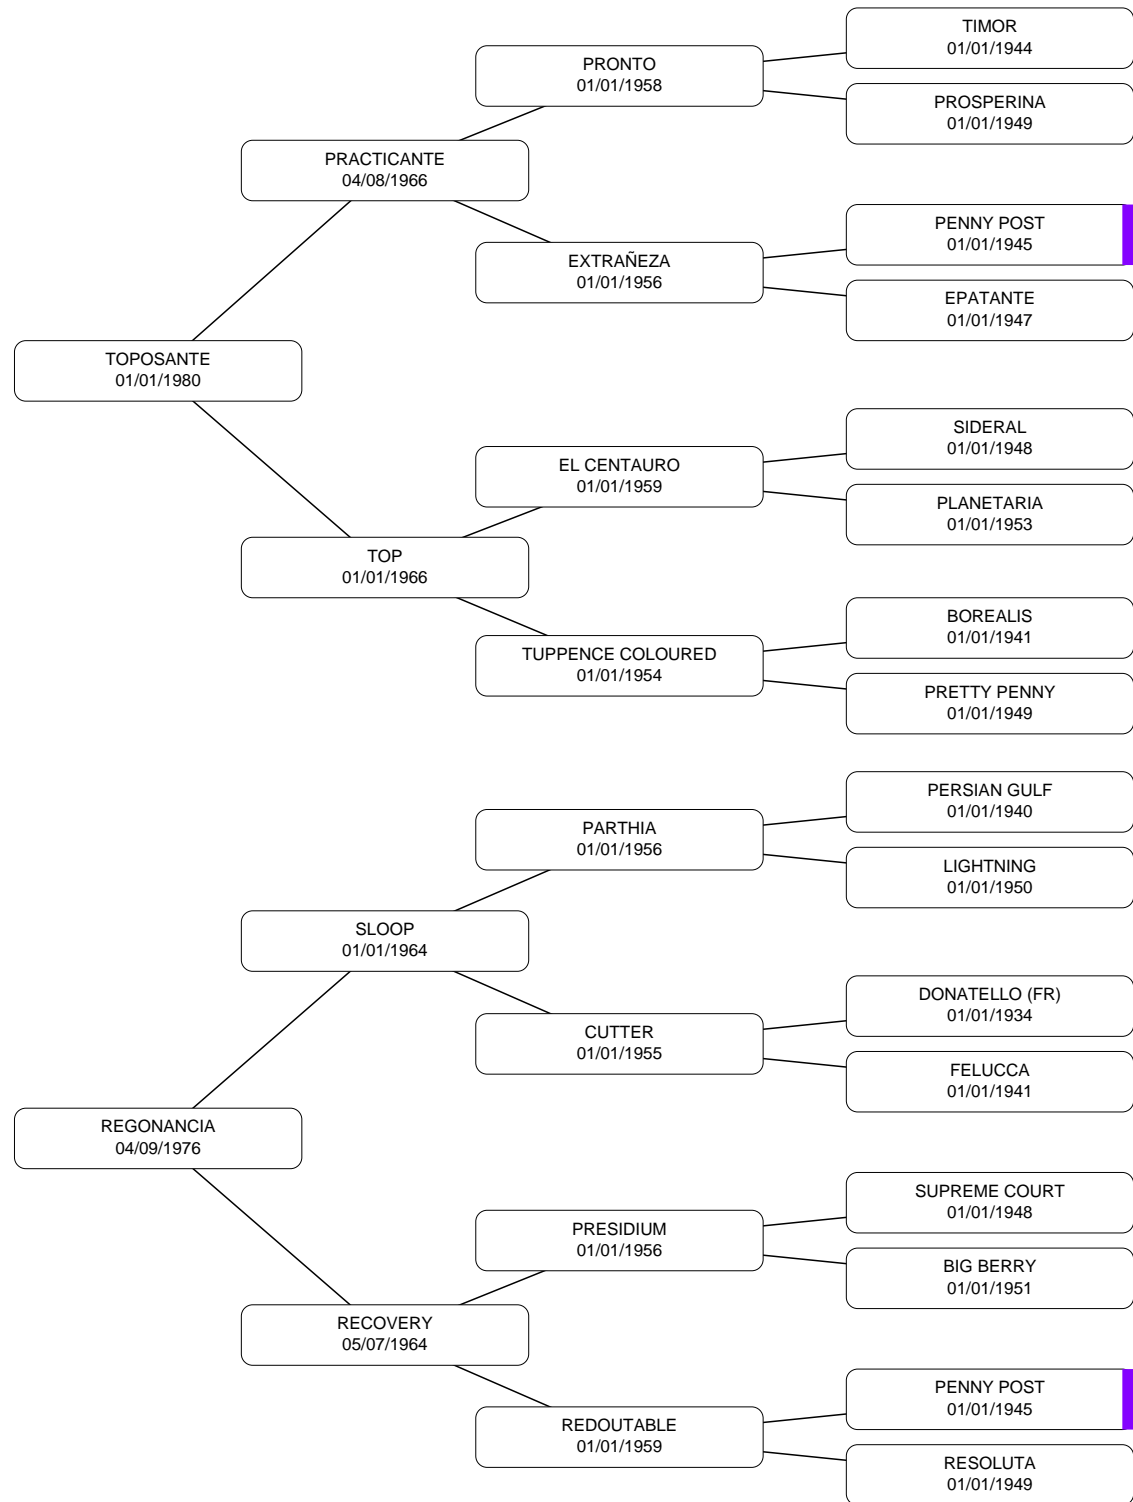 TIMOR
01/01/1944
PRONTO
01/01/1958
PROSPERINA
01/01/1949
PRACTICANTE
04/08/1966
PENNY POST
01/01/1945
EXTRAÑEZA
01/01/1956
EPATANTE
01/01/1947
TOPOSANTE
01/01/1980
SIDERAL
01/01/1948
EL CENTAURO
01/01/1959
PLANETARIA
01/01/1953
TOP
01/01/1966
BOREALIS
01/01/1941
TUPPENCE COLOURED
01/01/1954
PRETTY PENNY
01/01/1949
PERSIAN GULF
01/01/1940
PARTHIA
01/01/1956
LIGHTNING
01/01/1950
SLOOP
01/01/1964
DONATELLO (FR)
01/01/1934
CUTTER
01/01/1955
FELUCCA
01/01/1941
REGONANCIA
04/09/1976
SUPREME COURT
01/01/1948
PRESIDIUM
01/01/1956
BIG BERRY
01/01/1951
RECOVERY
05/07/1964
PENNY POST
01/01/1945
REDOUTABLE
01/01/1959
RESOLUTA
01/01/1949